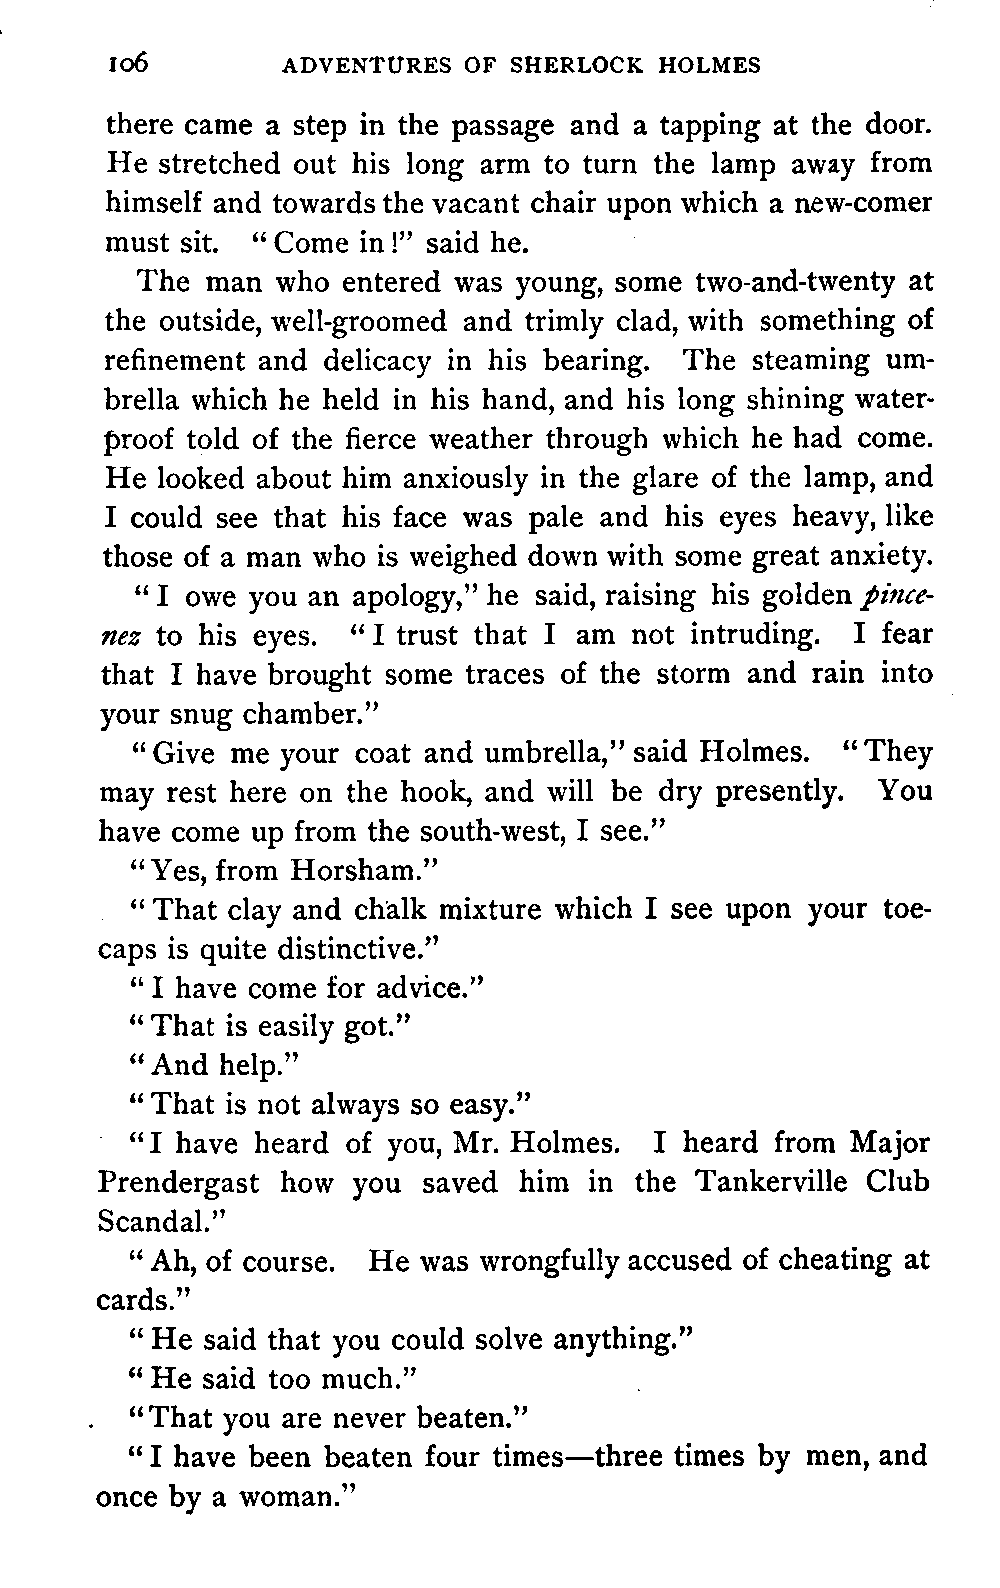 106 ADVENTURES OF SHERLOCK HOLMES
there came a step in the passage and a tapping at the door.
He stretched out his long arm to turn the lamp away from
himself and towards the vacant chair upon which a new-comer
must sit. “Come in!” said he.
The man who entered was young, some two-and-twenty at
the outside, well-groomed and trimly clad, with something of
refinement and delicacy in his bearing. The steaming um-
brella which he held in his hand, and his long shining water-
proof told of the fierce weather through which he had come.
He looked about him anxiously in the glare of the lamp, and
I could see that his face was pale and his eyes heavy, like
those of a man who is weighed down with some great anxiety.
“I owe you an apology,” he said, raising his golden pince-
nez to his eyes. “I trust that I am not intruding. I fear
that I have brought some traces of the storm and rain into
your snug chamber.”
“Give me your coat and umbrella,” said Holmes. “They
may rest here on the hook, and will be dry presently. You
have come up from the south-west, I see.”
“Yes, from Horsham.”
“That clay and chalk mixture which I see upon your toe-
caps is quite distinctive.”
“I have come for advice.”
“That is easily got.”
“And help.”
“That is not always so easy.”
“I have heard of you, Mr. Holmes. I heard from Major
Prendergast how you saved him in the Tankerville Club
Scandal.”
“Ah, of course. He was wrongfully accused of cheating at
cards.”
“He said that you could solve anything.”
“He said too much.”
“That you are never beaten.”
“I have been beaten four times—three times by men, and
once by a woman.”